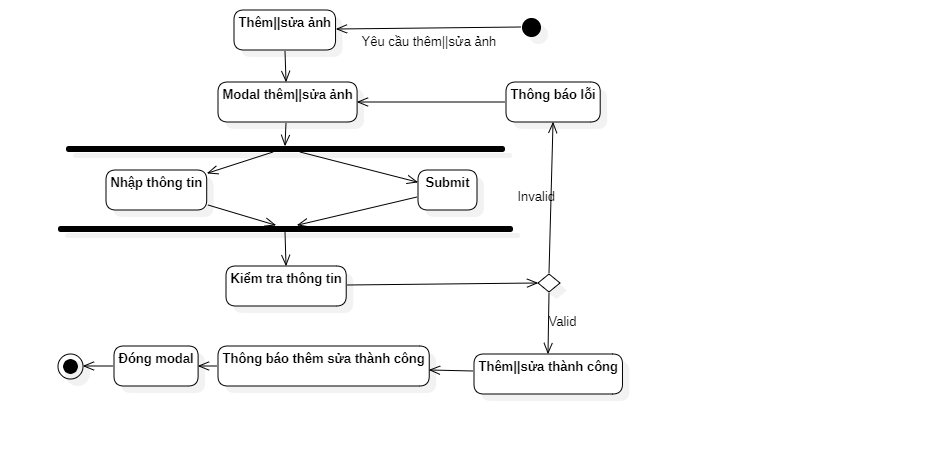 Thêm||sửa ảnh
Yêu cầu thêm||sửa ảnh
Modal thêm||sửa ảnh
Thông báo lỗi
Nhập thông tin
Submit
Invalid
Kiểm tra thông tin
Valid
Đóng modal
Thông báo thêm sửa thành công
Thêm||sửa thành công